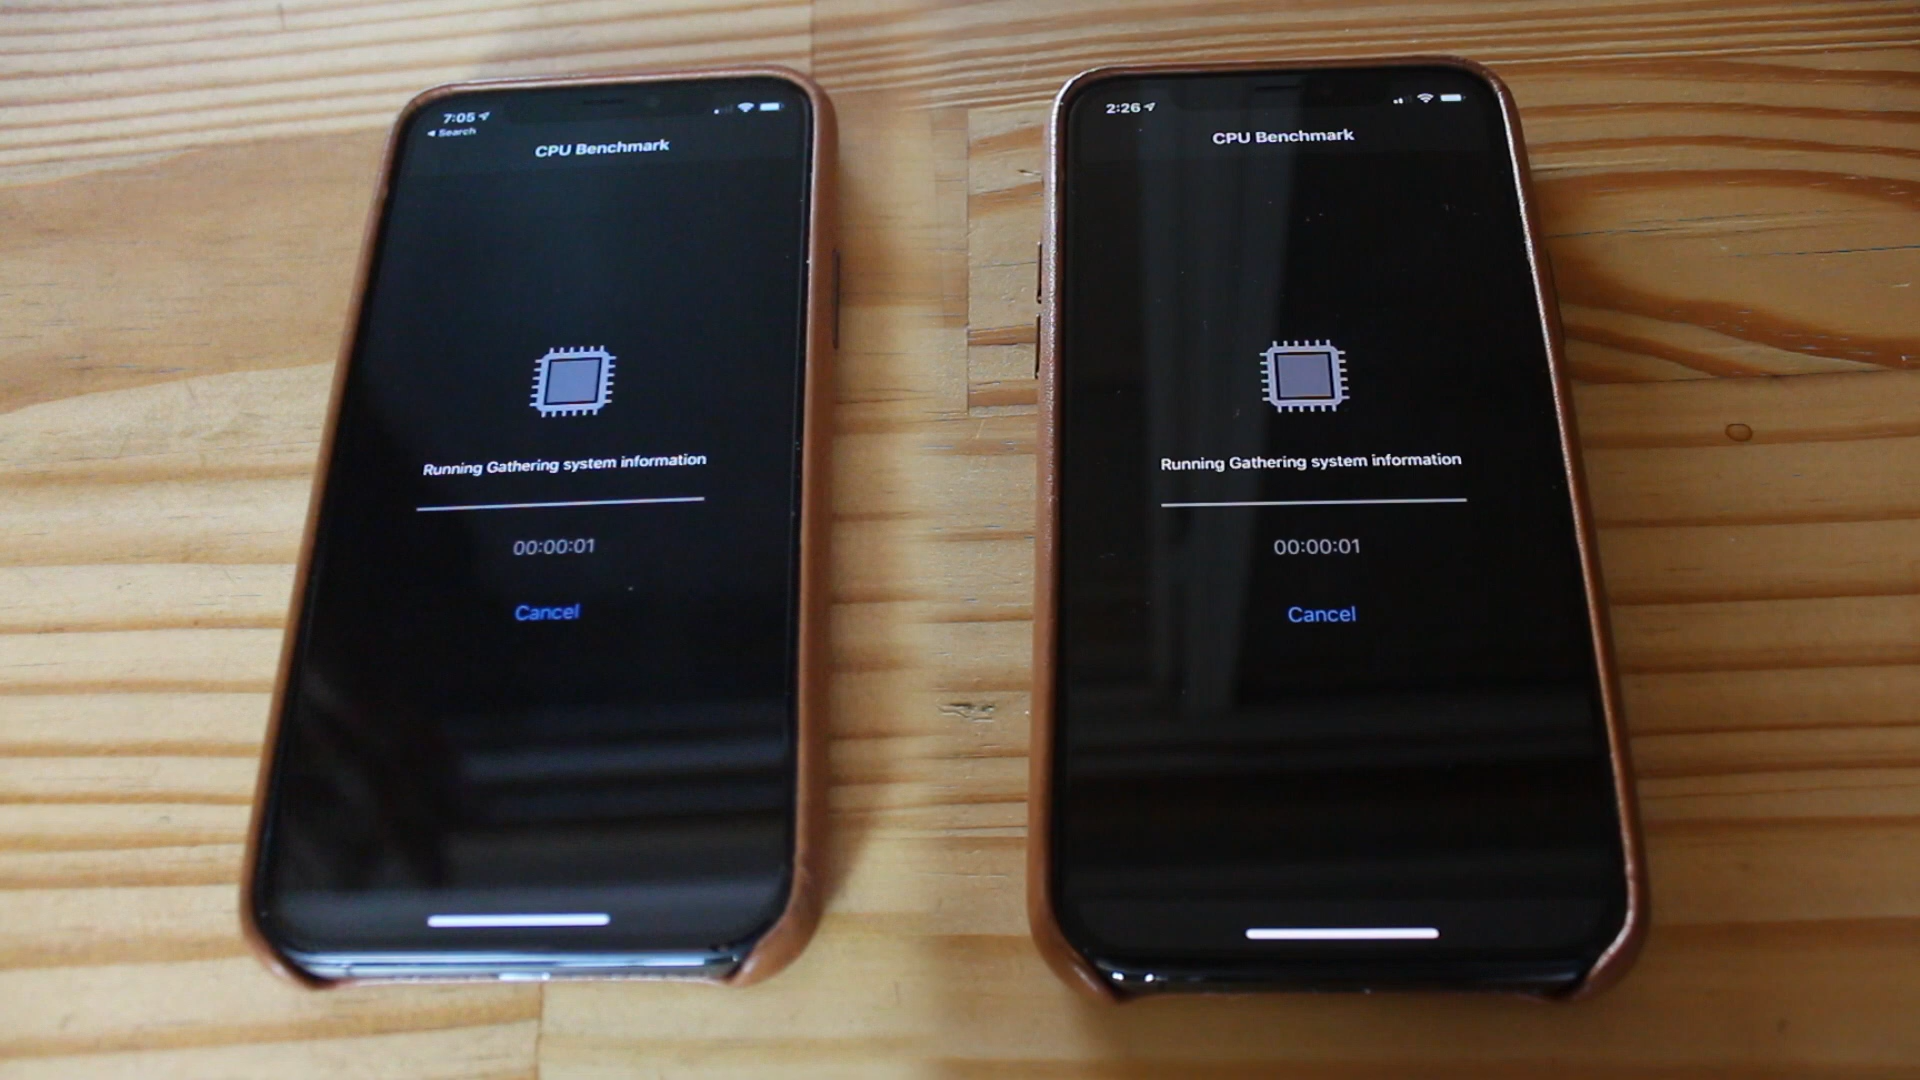 7:05
◀ Search
CPU Benchmark
Running Gathering system information
00:00:01
Cancel
2:26
CPU Benchmark
Running Gathering system information
00:00:01
Cancel